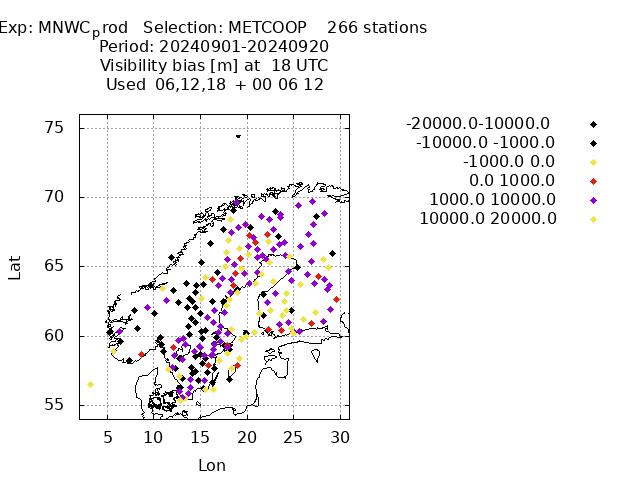 Exp: MNWC_prod   Selection: METCOOP    266 stations
Period: 20240901-20240920
Visibility bias [m] at  18 UTC
Used  06,12,18  + 00 06 12
-20000.0-10000.0
-10000.0 -1000.0
-1000.0 0.0
0.0 1000.0
1000.0 10000.0
10000.0 20000.0
75
70
65
60
55
Lat
5 10 15 20 25 30
Lon